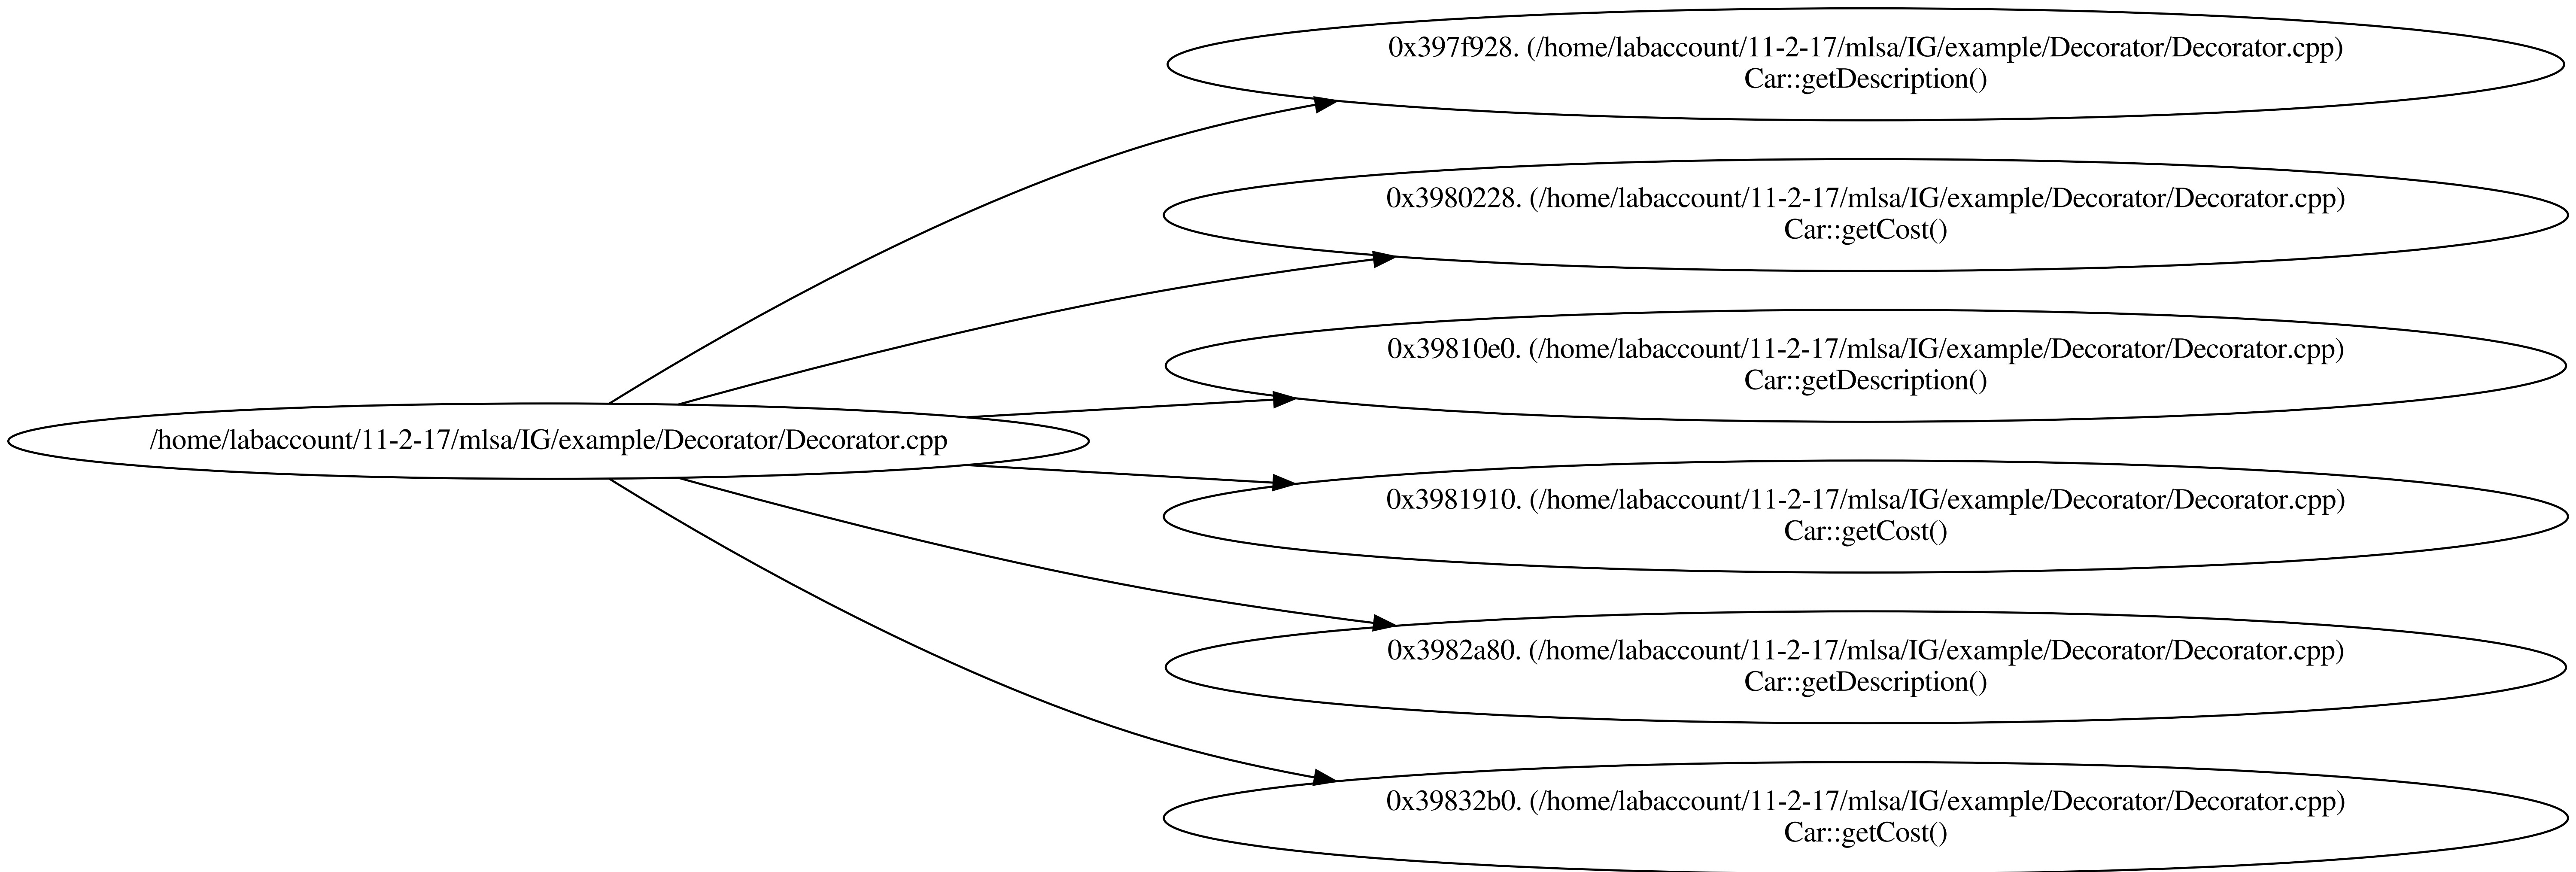 0x397f928. (/home/labaccount/11-2-17/mlsa/IG/example/Decorator/Decorator.cpp)
Car::getDescription()
0x3980228. (/home/labaccount/11-2-17/mlsa/IG/example/Decorator/Decorator.cpp)
Car::getCost()
0x39810e0. (/home/labaccount/11-2-17/mlsa/IG/example/Decorator/Decorator.cpp)
Car::getDescription()
/home/labaccount/11-2-17/mlsa/IG/example/Decorator/Decorator.cpp
0x3981910. (/home/labaccount/11-2-17/mlsa/IG/example/Decorator/Decorator.cpp)
Car::getCost()
0x3982a80. (/home/labaccount/11-2-17/mlsa/IG/example/Decorator/Decorator.cpp)
Car::getDescription()
0x39832b0. (/home/labaccount/11-2-17/mlsa/IG/example/Decorator/Decorator.cpp)
Car::getCost()